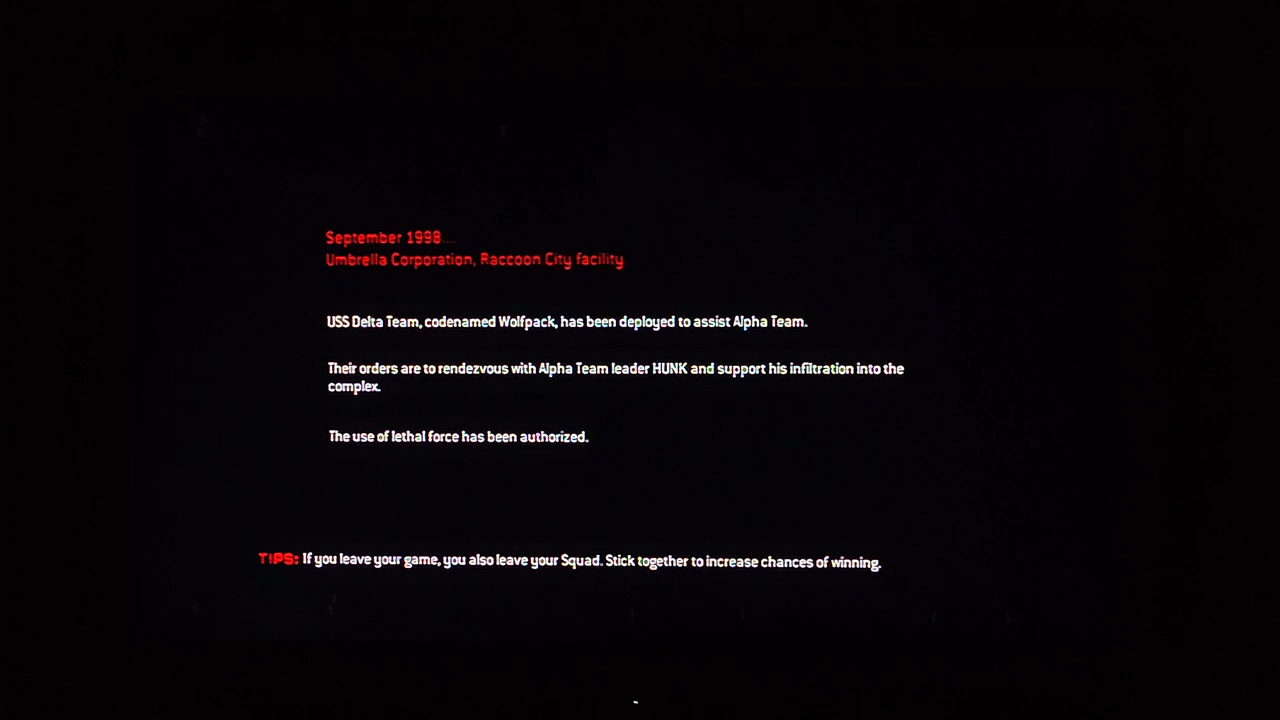 September 1998....
Umbrella Corporation, Raccoon City facility
USS Delta Team, codenamed Wolfpack, has been deployed to assist Alpha Team.
Their orders are to rendezvous with Alpha Team leader HUNK and support his infiltration into the
complex.
The use of lethal force has been authorized.
TIPS: If you leave your game, you also leave your Squad. Stick together to increase chances of winning.